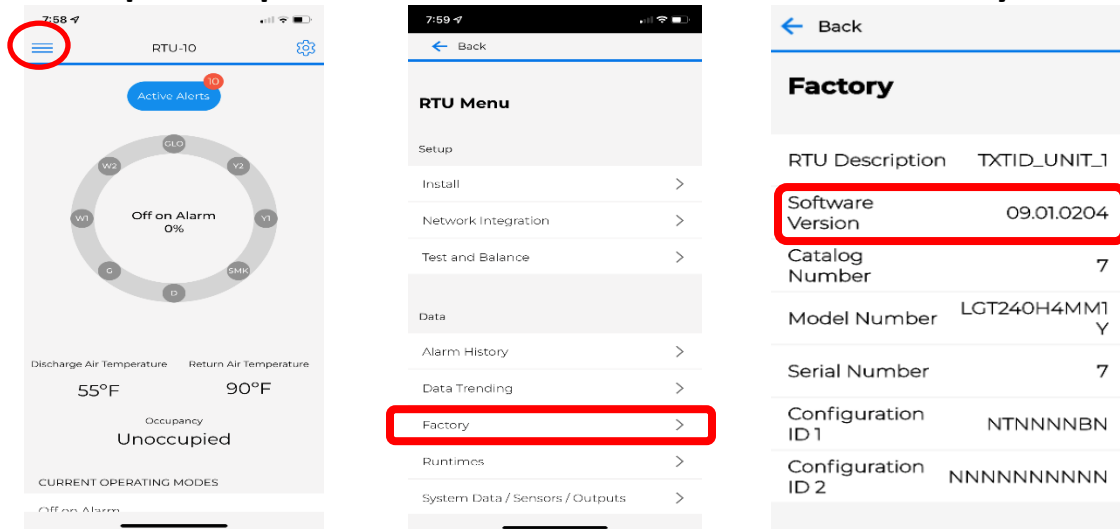 7:58
RTU-10
10
Active Alerts
GLO
W2
Y2
W1
Off on Alarm
0%
Y1
G
SMK
D
Discharge Air Temperature
Return Air Temperature
55°F
90°F
Occupancy
Unoccupied
CURRENT OPERATING MODES
Off on Alarm
7:59
Back
RTU Menu
Setup
Install
Network Integration
Test and Balance
Data
Alarm History
Data Trending
Factory
Runtimes
System Data / Sensors / Outputs
Back
Factory
RTU Description TXTID_UNIT_1
Software
Version
09.01.0204
Catalog
Number
7
Model Number
LGT240H4MM1
Y
Serial Number 7
Configuration
ID 1
NTNNNNBN
Configuration
ID 2
NNNNNNNNNN